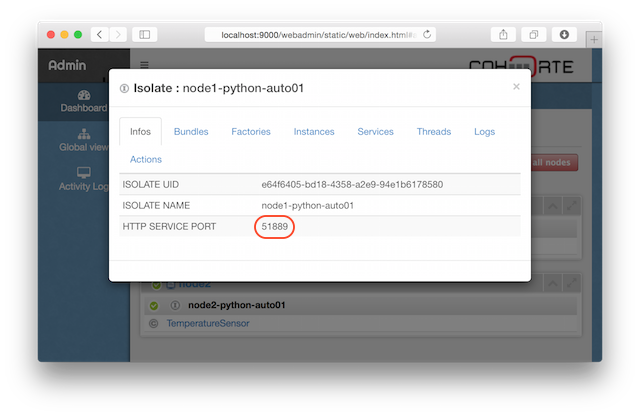 localhost:9000/webadmin/static/web/index.html#
Admin
COHORTE
Isolate : node1-python-auto01
×
Dashboard
Infos
Bundles
Factories
Instances
Services
Threads
Logs
Actions
Global view
all nodes
Activity Log
ISOLATE UID
e64f6405-bd18-4358-a2e9-94e1b6178580
ISOLATE NAME
node1-python-auto01
HTTP SERVICE PORT
51889
node2
node2-python-auto01
TemperatureSensor